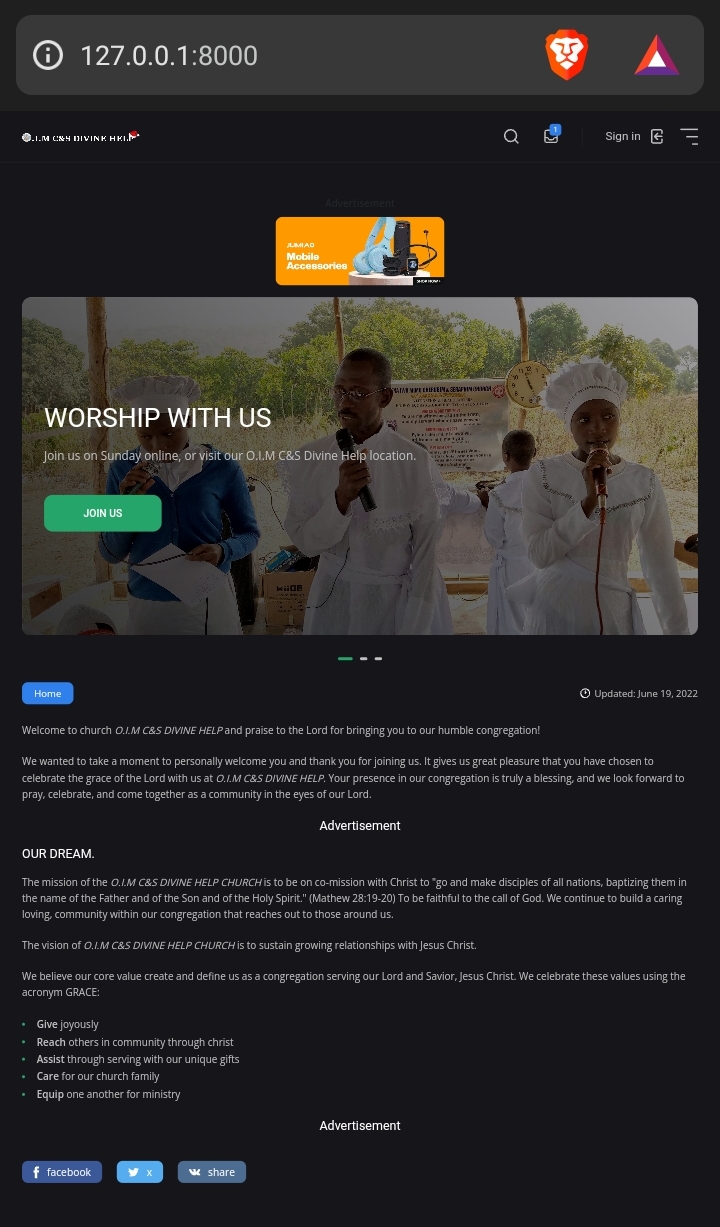 127.0.0.1:8000
O.I.M C&S DIVINE HELP
1
Sign in
Advertisement
JUMIA
Mobile
Accessories
SHOP NOW
WORSHIP WITH US
Join us on Sunday online, or visit our O.I.M C&S Divine Help location.
JOIN US
Home
Updated: June 19, 2022
Welcome to church O.I.M C&S DIVINE HELP and praise to the Lord for bringing you to our humble congregation!
We wanted to take a moment to personally welcome you and thank you for joining us. It gives us great pleasure that you have chosen to
celebrate the grace of the Lord with us at O.I.M C&S DIVINE HELP. Your presence in our congregation is truly a blessing, and we look forward to
pray, celebrate, and come together as a community in the eyes of our Lord.
Advertisement
OUR DREAM.
The mission of the O.I.M C&S DIVINE HELP CHURCH is to be on co-mission with Christ to "go and make disciples of all nations, baptizing them in
the name of the Father and of the Son and of the Holy Spirit." (Mathew 28:19-20) To be faithful to the call of God. We continue to build a caring
loving, community within our congregation that reaches out to those around us.
The vision of O.I.M C&S DIVINE HELP CHURCH is to sustain growing relationships with Jesus Christ.
We believe our core value create and define us as a congregation serving our Lord and Savior, Jesus Christ. We celebrate these values using the
acronym GRACE:
• Give joyously
• Reach others in community through christ
• Assist through serving with our unique gifts
• Care for our church family
• Equip one another for ministry
Advertisement
facebook
x
share